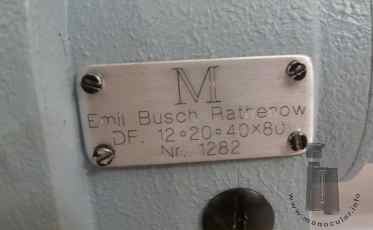 M
Emil Busch Rathenow
DF. 12∘20∘40×80
Nr. 1282
www.monocular.info